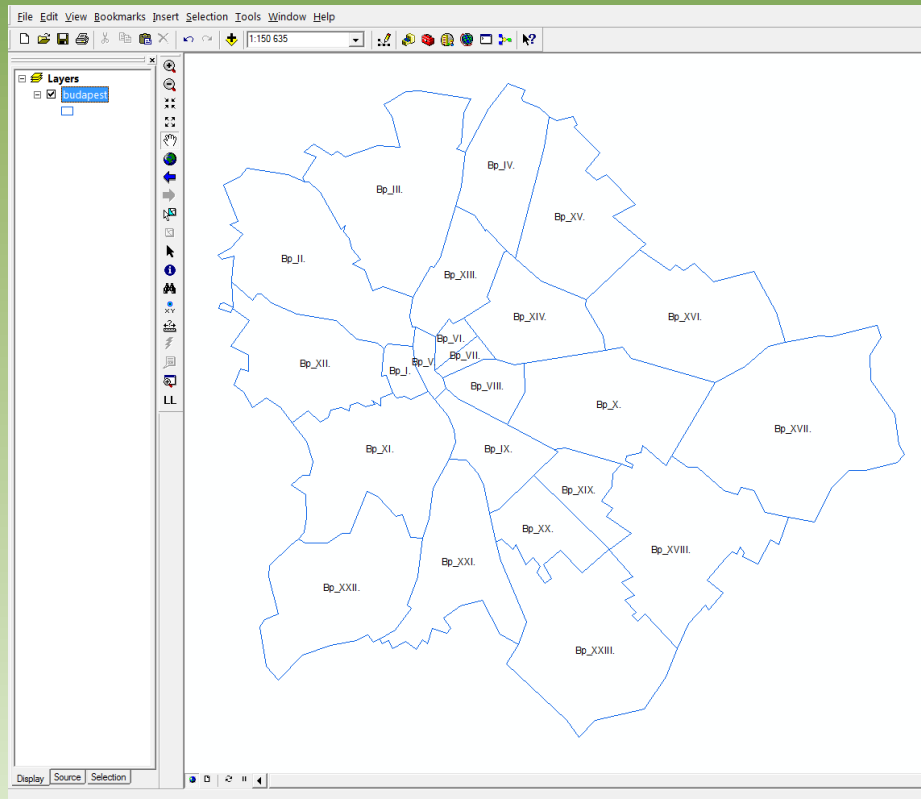 File Edit View Bookmarks Insert Selection Tools Window Help
1:150 635
Layers
budapest
XY
LL
Bp_IV.
Bp_III.
Bp_XV.
Bp_II.
Bp_XIII.
Bp_XIV.
Bp_XVI.
Bp_VI.
Bp_VII.
Bp_V
Bp_XII.
Bp_I.
Bp_VIII.
Bp_X.
Bp_XVII.
Bp_XI.
Bp_IX.
Bp_XIX.
Bp_XX.
Bp_XVIII.
Bp_XXI.
Bp_XXII.
Bp_XXIII.
Display Source Selection